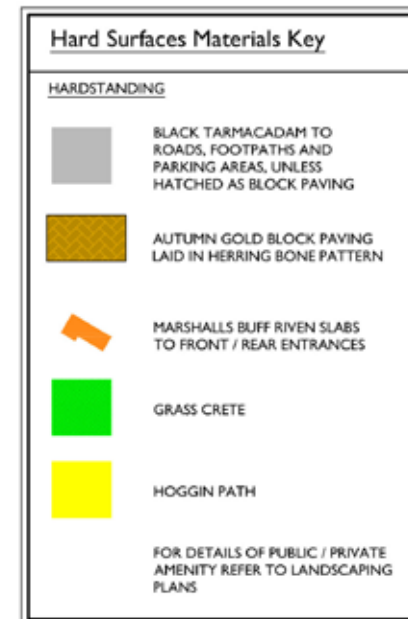 Hard Surfaces Materials Key
HARDSTANDING
BLACK TARMACADAM TO
ROADS, FOOTPATHS AND
PARKING AREAS, UNLESS
HATCHED AS BLOCK PAVING
AUTUMN GOLD BLOCK PAVING
LAID IN HERRING BONE PATTERN
MARSHALLS BUFF RIVEN SLABS
TO FRONT / REAR ENTRANCES
GRASS CRETE
HOGGIN PATH
FOR DETAILS OF PUBLIC / PRIVATE
AMENITY REFER TO LANDSCAPING
PLANS